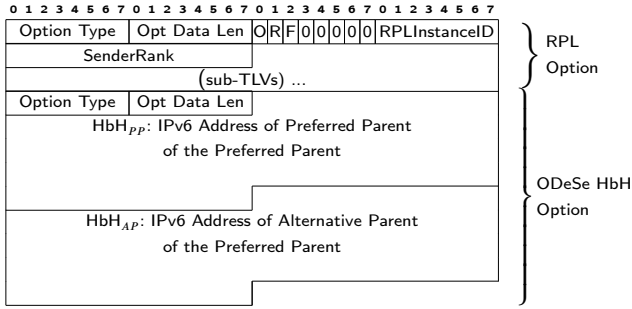 0 1 2 3 4 5 6 7 0 1 2 3 4 5 6 7 0 1 2 3 4 5 6 7 0 1 2 3 4 5 6 7
Option Type Opt Data Len O R F 0 0 0 0 0 RPLInstanceID
SenderRank
(sub-TLVs) ...
RPL
Option
Option Type Opt Data Len
HbH_PP: IPv6 Address of Preferred Parent
of the Preferred Parent
HbH_AP: IPv6 Address of Alternative Parent
of the Preferred Parent
ODeSe HbH
Option